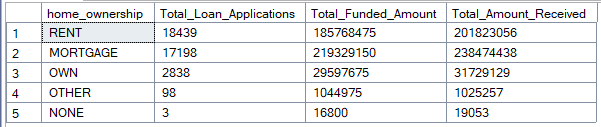 home_ownership Total_Loan_Applications Total_Funded_Amount Total_Amount_Received
1 RENT 18439 185768475 201823056
2 MORTGAGE 17198 219329150 238474438
3 OWN 2838 29597675 31729129
4 OTHER 98 1044975 1025257
5 NONE 3 16800 19053